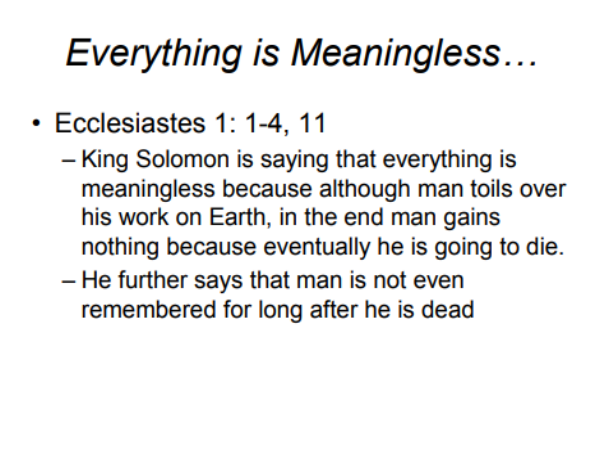 Everything is Meaningless…
• Ecclesiastes 1: 1-4, 11
– King Solomon is saying that everything is
meaningless because although man toils over
his work on Earth, in the end man gains
nothing because eventually he is going to die.
– He further says that man is not even
remembered for long after he is dead